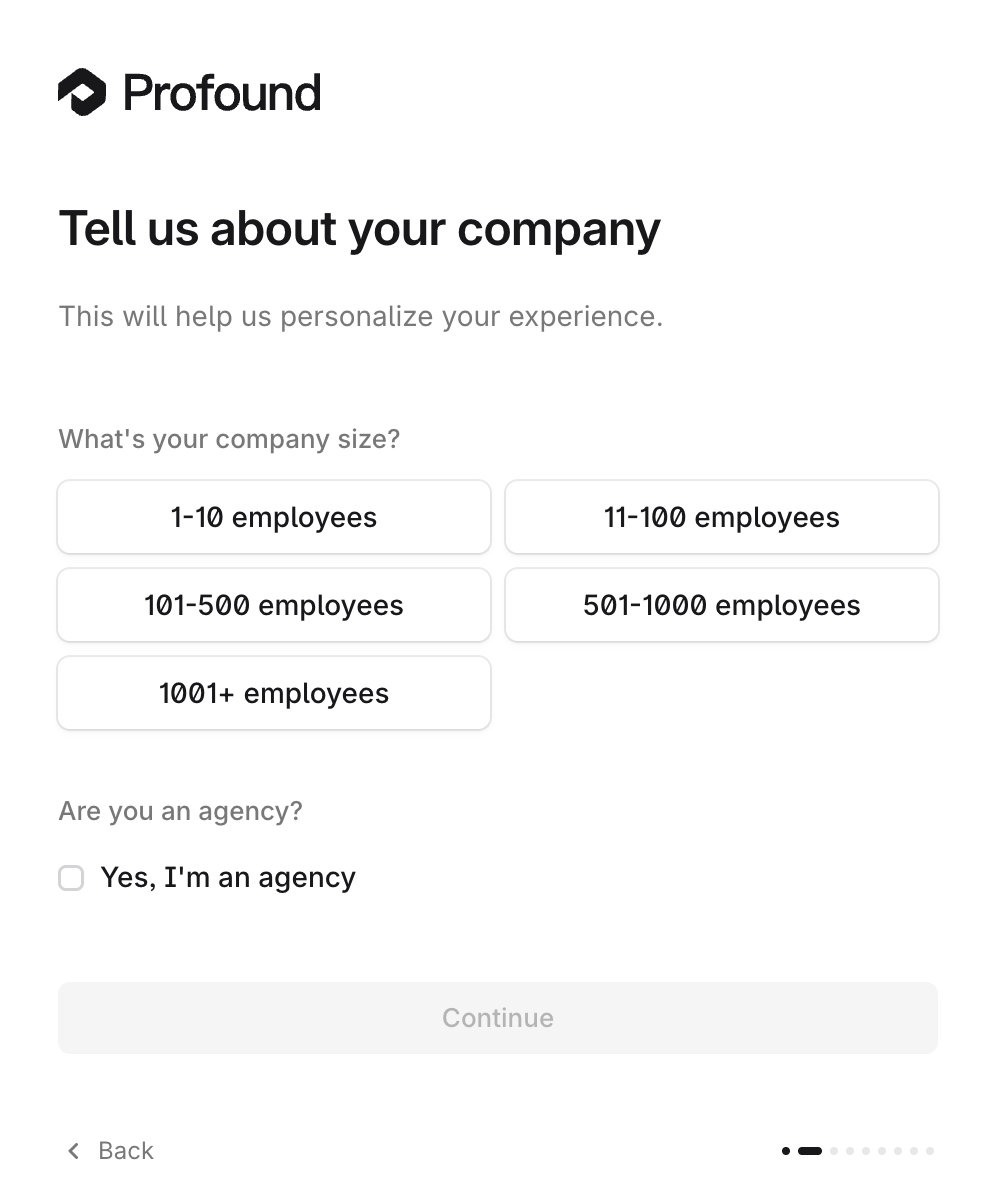 Profound
Tell us about your company
This will help us personalize your experience.
What's your company size?
1-10 employees
11-100 employees
101-500 employees
501-1000 employees
1001+ employees
Are you an agency?
Yes, I'm an agency
Continue
Back